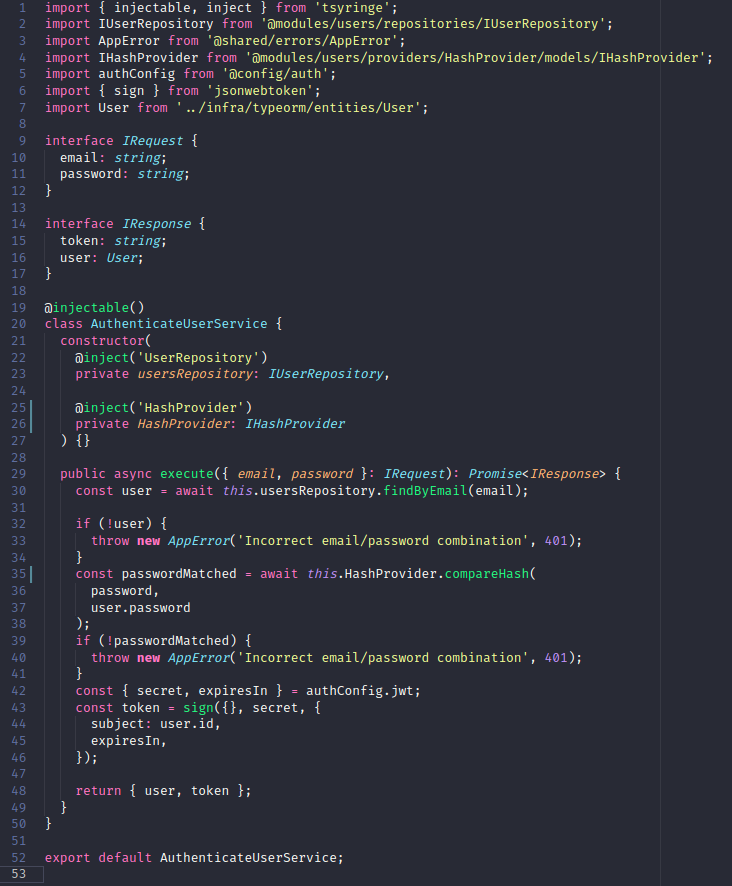 1 import { injectable, inject } from 'tsyringe';
2 import IUserRepository from '@modules/users/repositories/IUserRepository';
3 import AppError from '@shared/errors/AppError';
4 import IHashProvider from '@modules/users/providers/HashProvider/models/IHashProvider';
5 import authConfig from '@config/auth';
6 import { sign } from 'jsonwebtoken';
7 import User from '../infra/typeorm/entities/User';
8
9 interface IRequest {
10   email: string;
11   password: string;
12 }
13
14 interface IResponse {
15   token: string;
16   user: User;
17 }
18
19 @injectable()
20 class AuthenticateUserService {
21   constructor(
22     @inject('UserRepository')
23     private usersRepository: IUserRepository,
24
25     @inject('HashProvider')
26     private HashProvider: IHashProvider
27   ) {}
28
29   public async execute({ email, password }: IRequest): Promise<IResponse> {
30     const user = await this.usersRepository.findByEmail(email);
31
32     if (!user) {
33       throw new AppError('Incorrect email/password combination', 401);
34     }
35     const passwordMatched = await this.HashProvider.compareHash(
36       password,
37       user.password
38     );
39     if (!passwordMatched) {
40       throw new AppError('Incorrect email/password combination', 401);
41     }
42     const { secret, expiresIn } = authConfig.jwt;
43     const token = sign({}, secret, {
44       subject: user.id,
45       expiresIn,
46     });
47
48     return { user, token };
49   }
50 }
51
52 export default AuthenticateUserService;
53